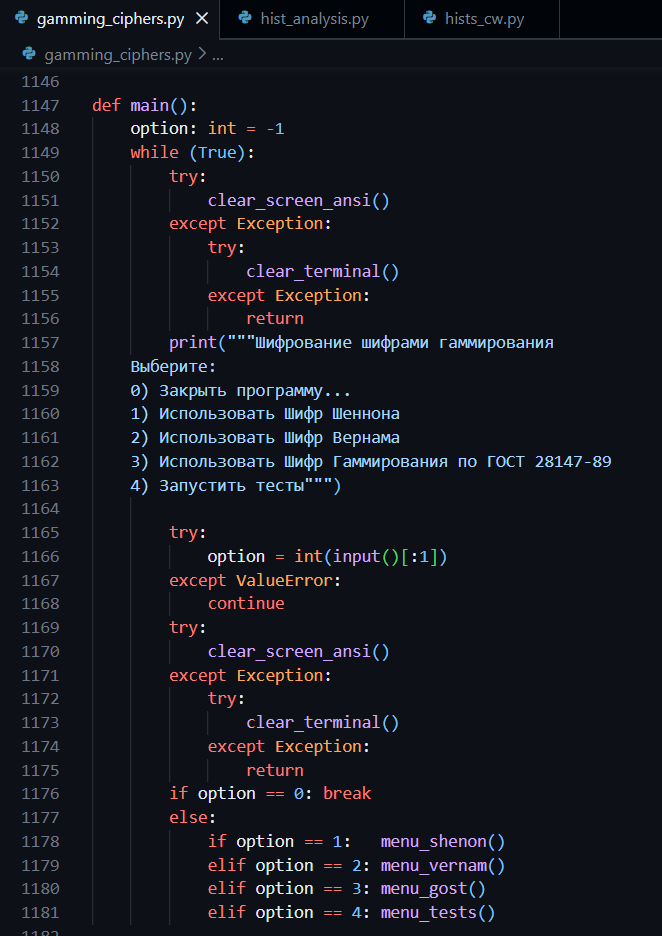 gamming_ciphers.py × hist_analysis.py hists_cw.py
gamming_ciphers.py > ...
1146
1147 def main():
1148     option: int = -1
1149     while (True):
1150         try:
1151             clear_screen_ansi()
1152         except Exception:
1153             try:
1154                 clear_terminal()
1155             except Exception:
1156                 return
1157         print("""Шифрование шифрами гаммирования
1158     Выберите:
1159     0) Закрыть программу...
1160     1) Использовать Шифр Шеннона
1161     2) Использовать Шифр Вернама
1162     3) Использовать Шифр Гаммирования по ГОСТ 28147-89
1163     4) Запустить тесты""")
1164
1165         try:
1166             option = int(input()[:1])
1167         except ValueError:
1168             continue
1169         try:
1170             clear_screen_ansi()
1171         except Exception:
1172             try:
1173                 clear_terminal()
1174             except Exception:
1175                 return
1176         if option == 0: break
1177         else:
1178             if option == 1:   menu_shenon()
1179             elif option == 2: menu_vernam()
1180             elif option == 3: menu_gost()
1181             elif option == 4: menu_tests()